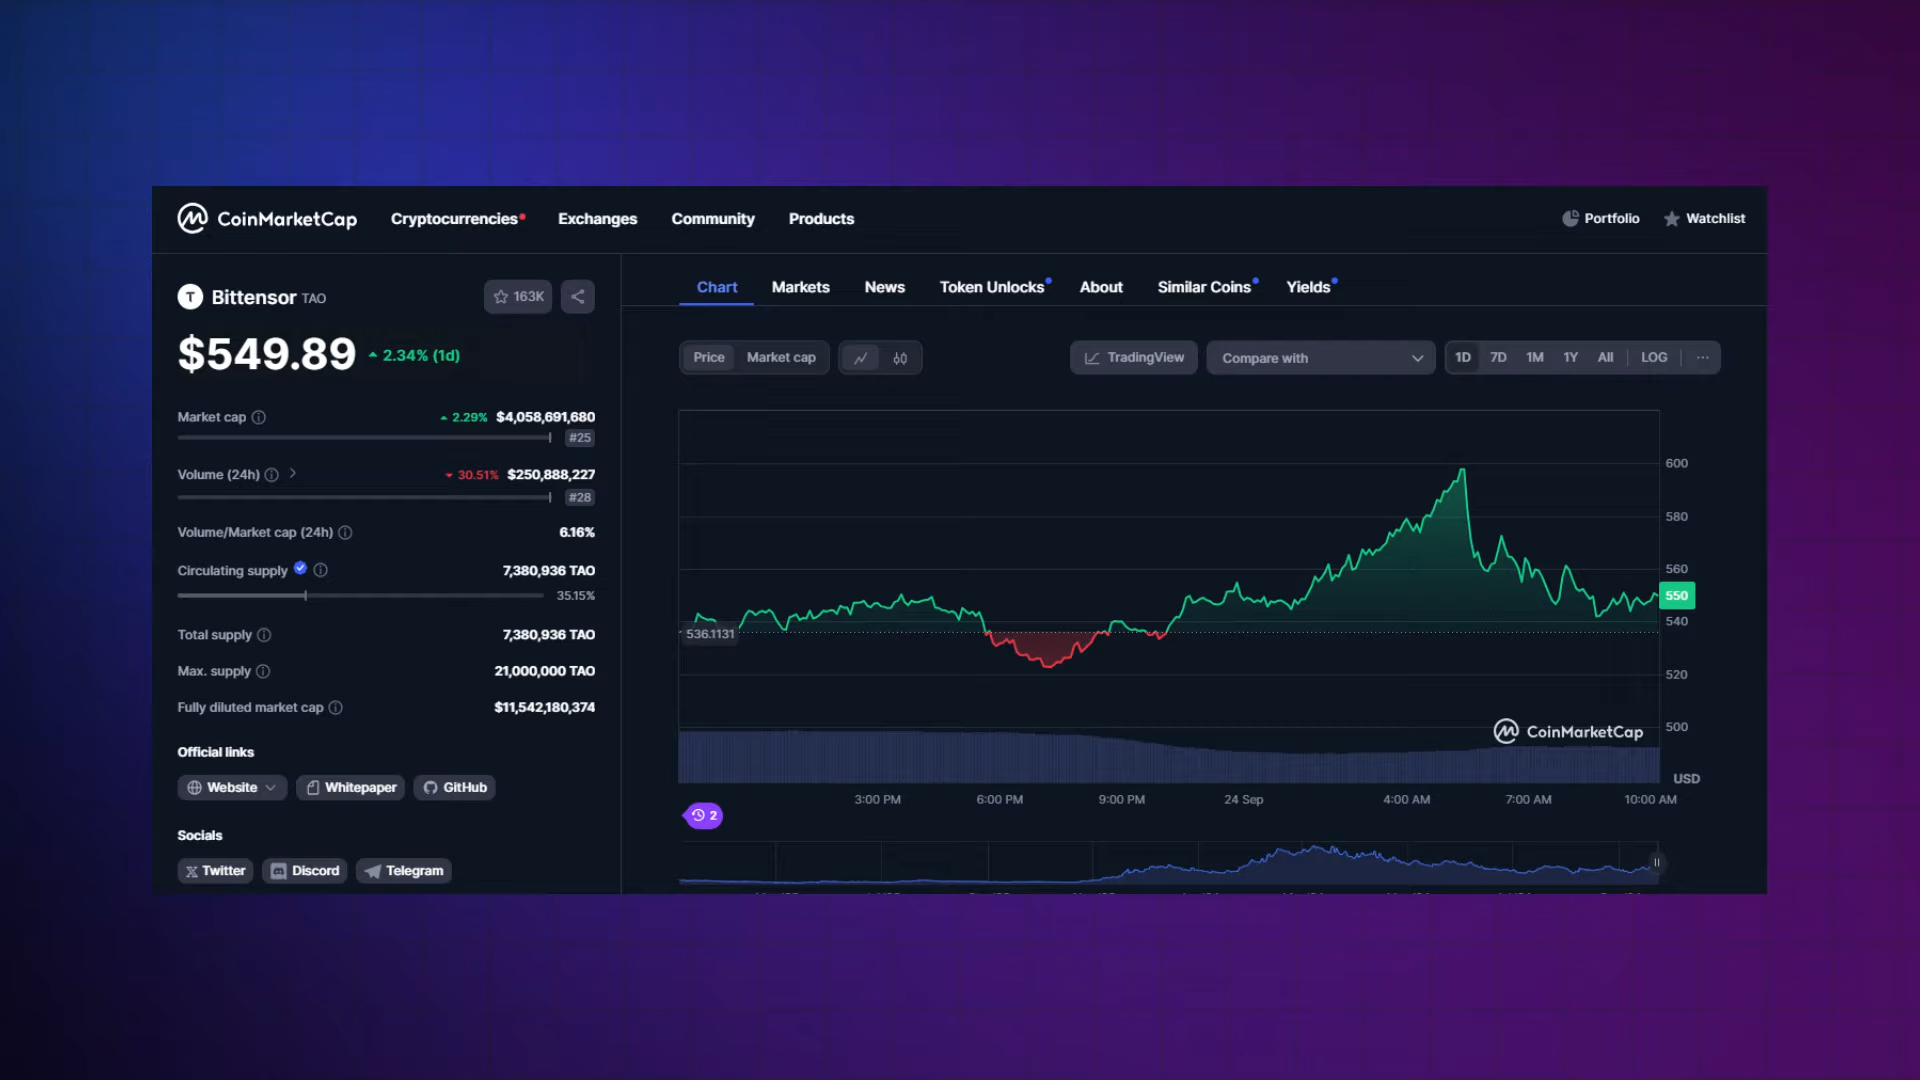 CoinMarketCap Cryptocurrencies Exchanges Community Products Portfolio Watchlist
Bittensor TAO 163K
$549.89 2.34% (1d)
Market cap 2.29% $4,058,691,680
#25
Volume (24h) 30.51% $250,888,227
#28
Volume/Market cap (24h) 6.16%
Circulating supply 7,380,936 TAO
35.15%
Total supply 7,380,936 TAO
Max. supply 21,000,000 TAO
Fully diluted market cap $11,542,180,374
Official links
Website Whitepaper GitHub
Socials
Twitter Discord Telegram
Chart Markets News Token Unlocks About Similar Coins Yields
Price Market cap TradingView Compare with 1D 7D 1M 1Y All LOG ...
600
580
560
550
540
536.1131
520
500
CoinMarketCap
USD
3:00 PM 6:00 PM 9:00 PM 24 Sep 4:00 AM 7:00 AM 10:00 AM
2